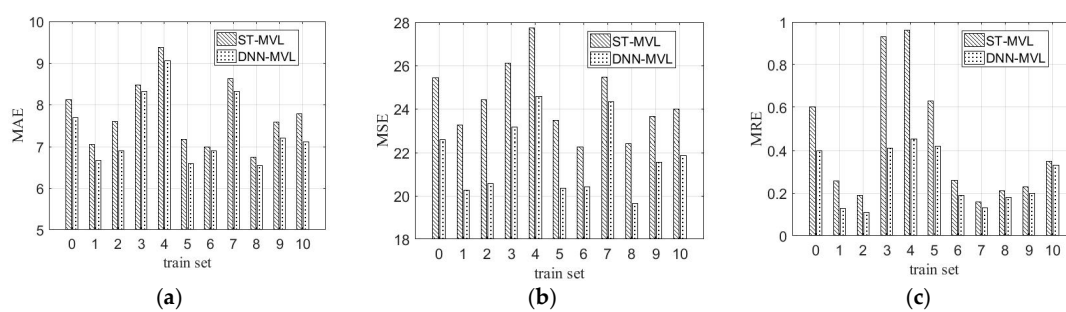 10
9
8
7
6
5
MAE
ST-MVL
DNN-MVL
0 1 2 3 4 5 6 7 8 9 10
train set
(a)
28
26
24
22
20
18
MSE
ST-MVL
DNN-MVL
0 1 2 3 4 5 6 7 8 9 10
train set
(b)
1
0.8
0.6
0.4
0.2
0
MRE
ST-MVL
DNN-MVL
0 1 2 3 4 5 6 7 8 9 10
train set
(c)